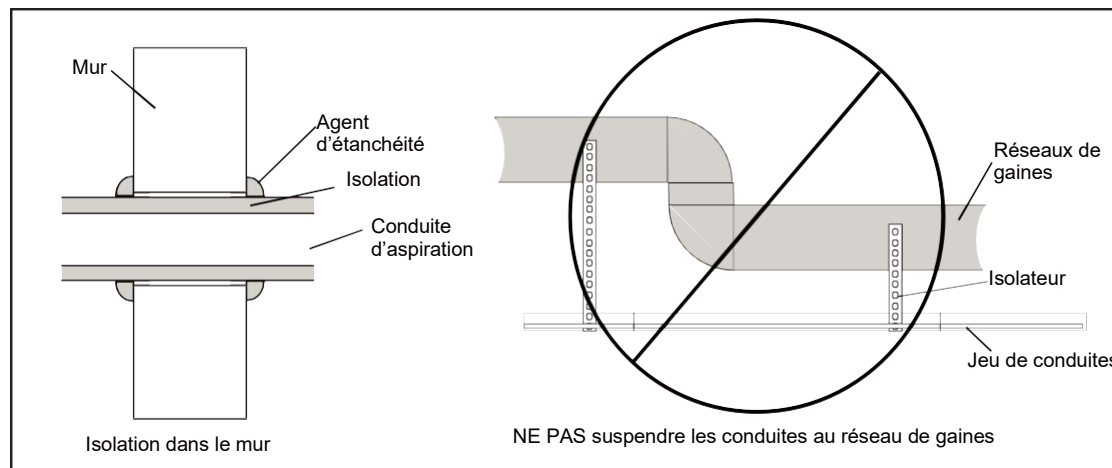 Mur
Agent
d’étanchéité
Isolation
Conduite
d’aspiration
Isolation dans le mur
Réseaux de
gaines
Isolateur
Jeu de conduites
NE PAS suspendre les conduites au réseau de gaines